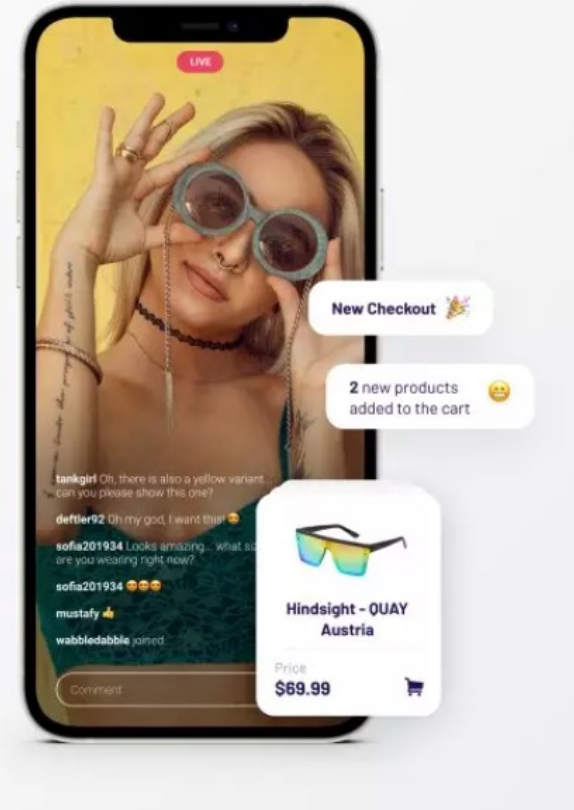 LIVE
New Checkout 🎉
2 new products 😀
added to the cart
tankgirl Oh, there is also a yellow variant...
can you please show this one?
deftler92 Oh my god, I want this! 😍
sofia201934 Looks amazing... what
are you wearing right now?
sofia201934 😍😍😍
mustafy 👍
wabbledabble joined
Comment
Hindsight - QUAY
Austria
Price
$69.99